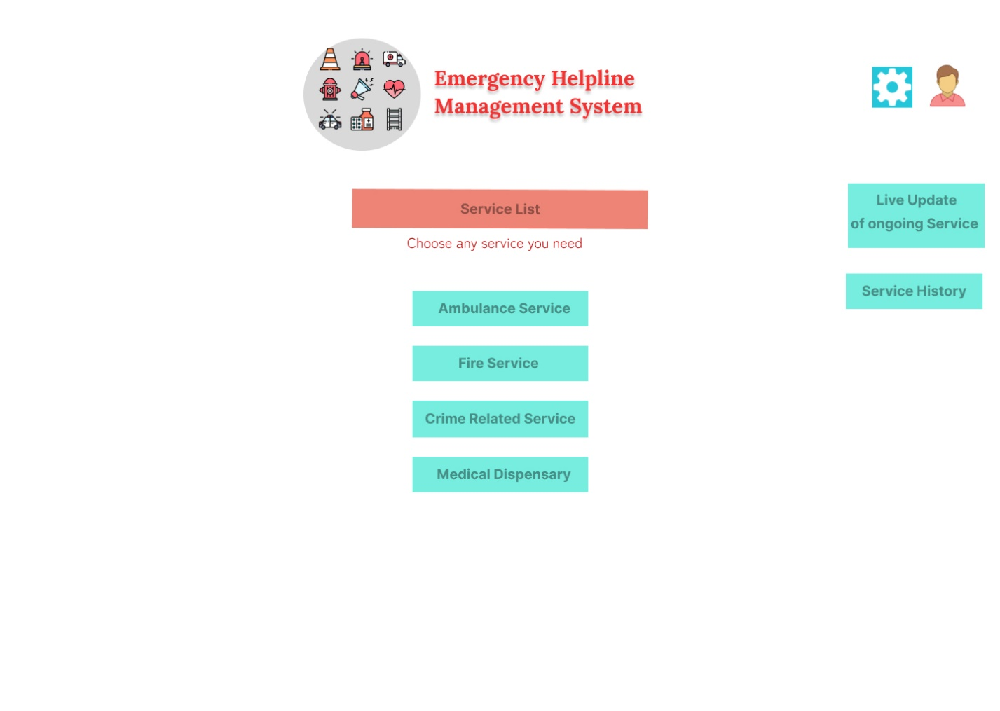 Emergency Helpline
Management System
Service List
Choose any service you need
Live Update
of ongoing Service
Service History
Ambulance Service
Fire Service
Crime Related Service
Medical Dispensary